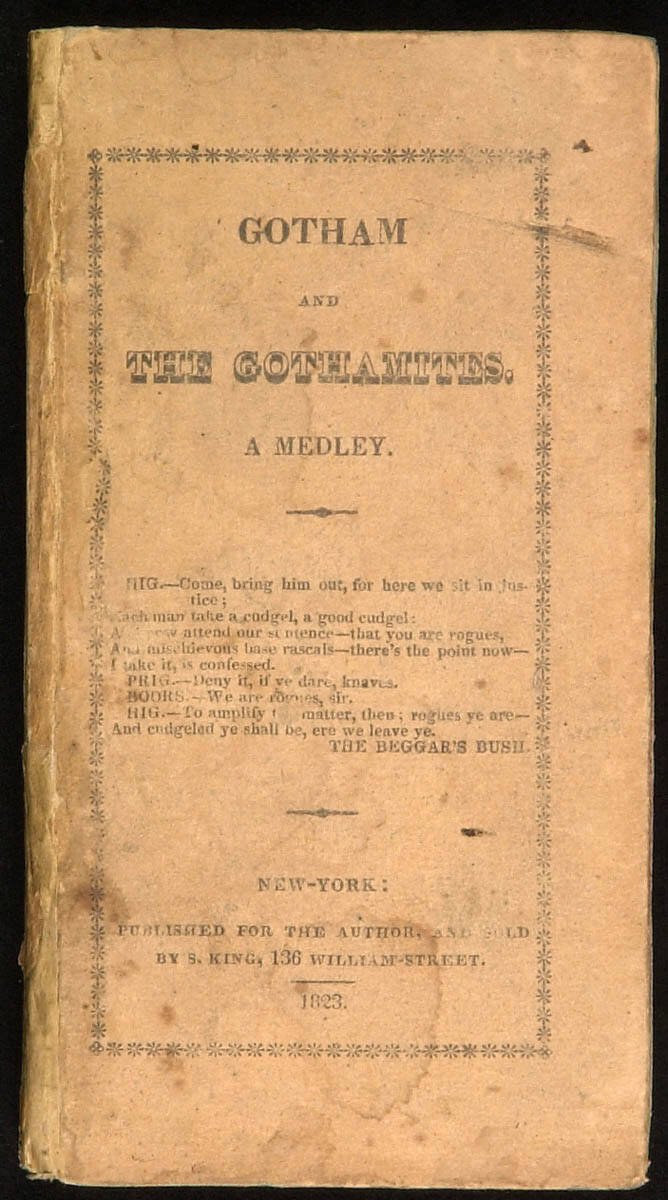 GOTHAM
AND
THE GOTHAMITES.
A MEDLEY.
HIG.—Come, bring him out, for here we sit in jus-
tice;
Each man take a cudgel, a good cudgel:
attend our sentence—that you are rogues,
And mischievous base rascals—there's the point now—
I take it, is confessed.
PRIG.—Deny it, if ye dare, knaves.
BOORS.—We are rogues, sir.
HIG.—To amplify matter, then; rogues ye are—
And cudgeled ye shall be, ere we leave ye.
THE BEGGAR'S BUSH.
NEW-YORK:
PUBLISHED FOR THE AUTHOR, AND SOLD
BY S. KING, 136 WILLIAM-STREET.
1823.